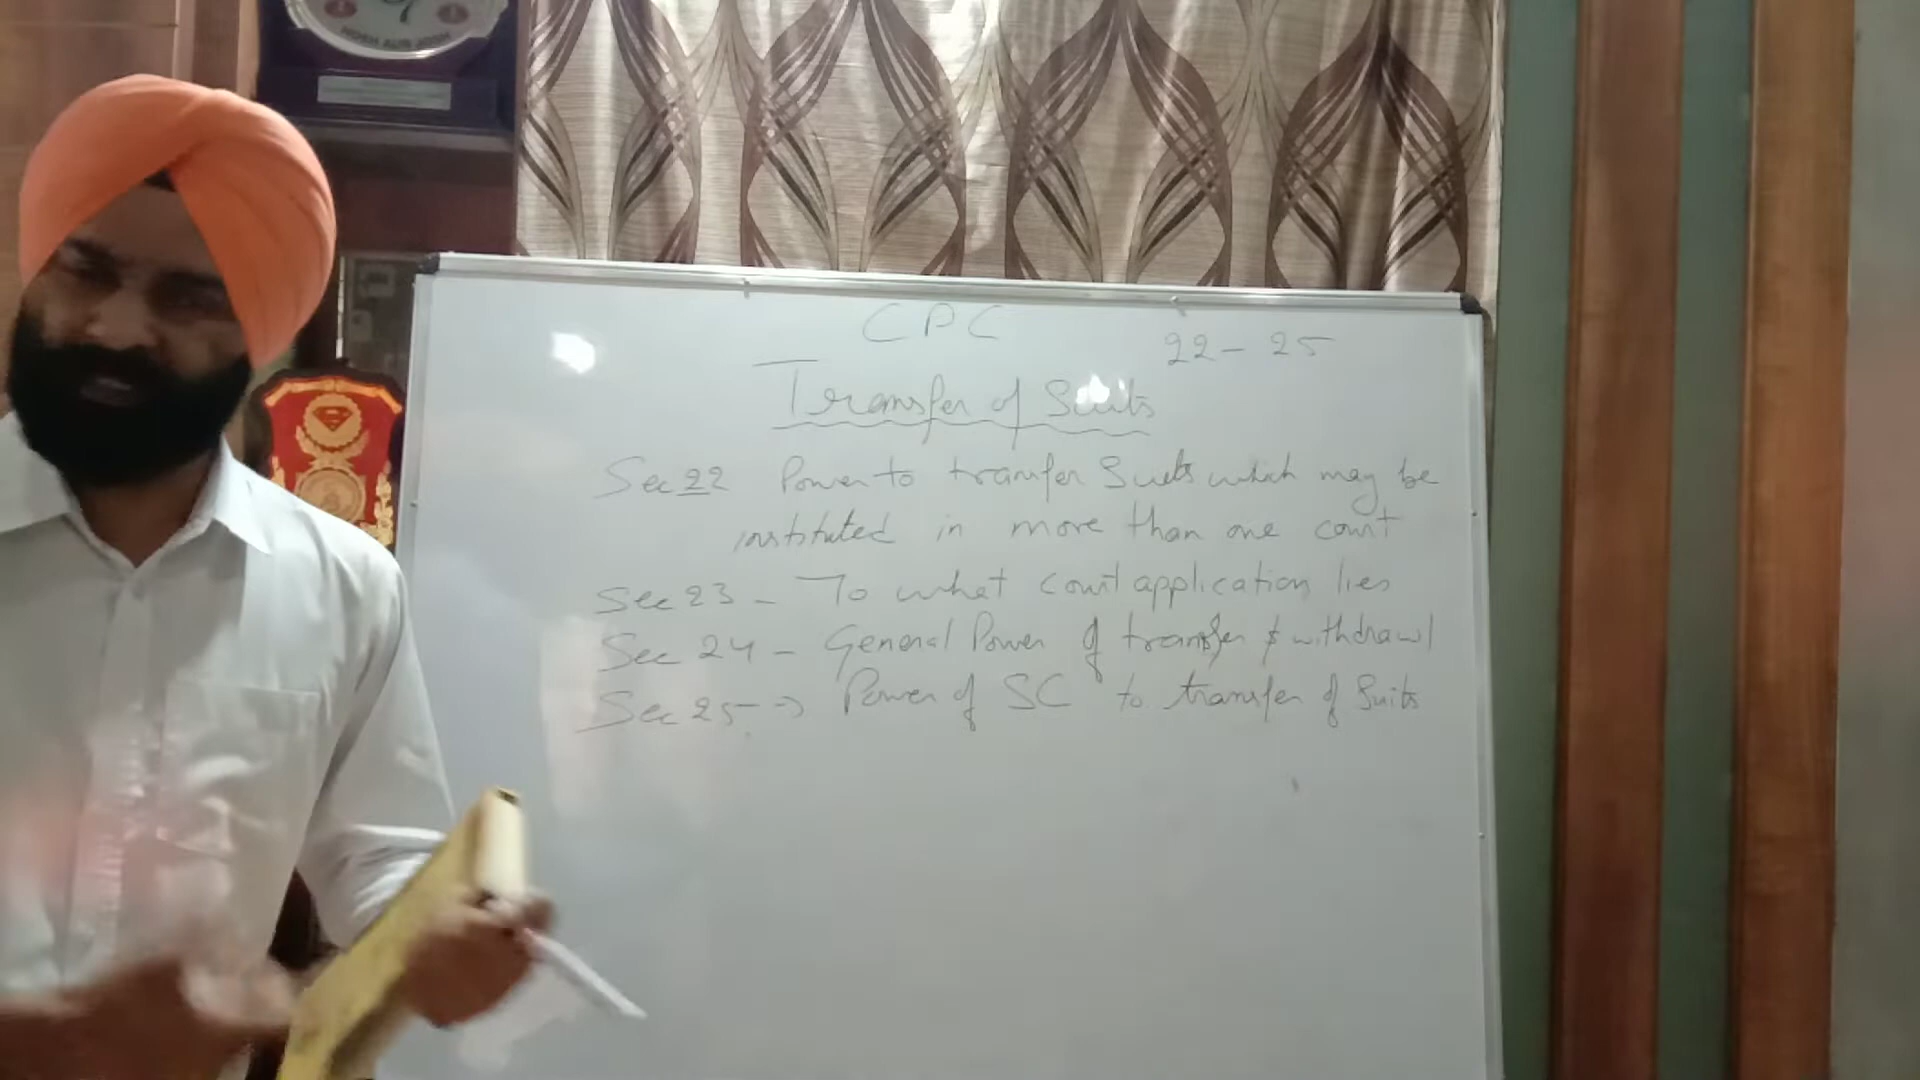 CPC
22-25
Transfer of Suits
Sec 22 Power to transfer Suits which may be
instituted in more than one court
Sec 23 - To what court application lies
Sec 24 - General Power of transfer & withdrawl
Sec 25 -> Power of SC to transfer of Suits